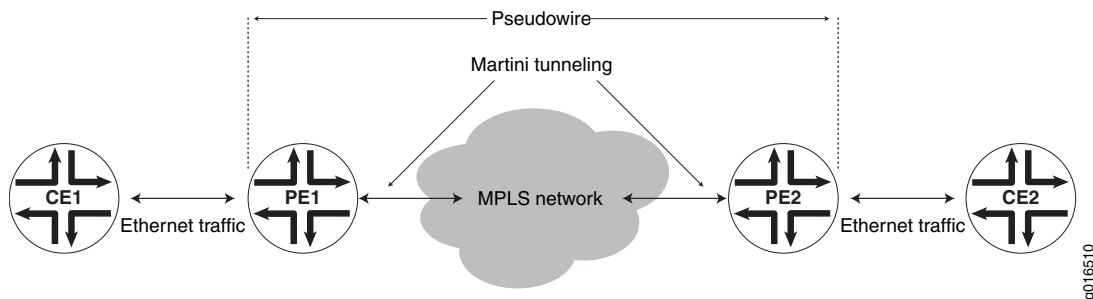 Pseudowire
Martini tunneling
CE1
PE1
MPLS network
PE2
CE2
Ethernet traffic
Ethernet traffic
g016510